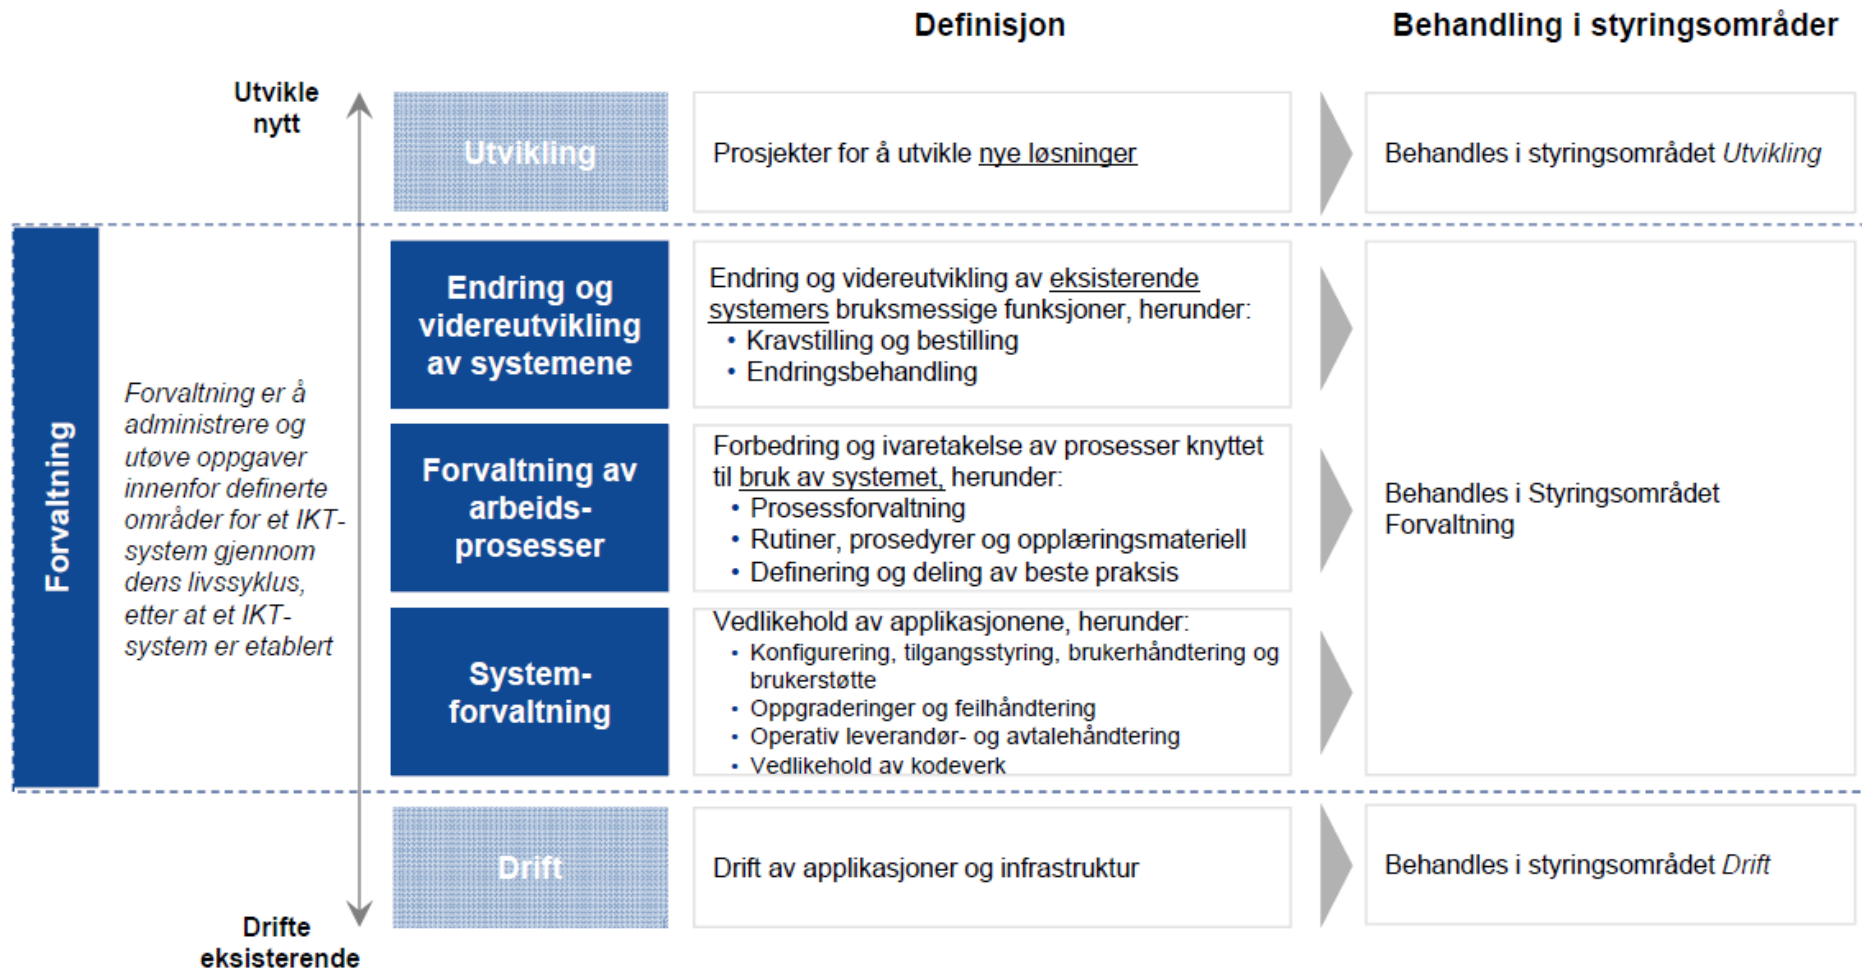 Definisjon
Behandling i styringsområder
Utvikle
nytt
Utvikling
Prosjekter for å utvikle nye løsninger
Behandles i styringsområdet Utvikling
Forvaltning
Forvaltning er å
administrere og
utøve oppgaver
innenfor definerte
områder for et IKT-
system gjennom
dens livssyklus,
etter at et IKT-
system er etablert
Endring og
videreutvikling
av systemene
Endring og videreutvikling av eksisterende
systemers bruksmessige funksjoner, herunder:
• Kravstilling og bestilling
• Endringsbehandling
Forvaltning av
arbeids-
prosesser
Forbedring og ivaretakelse av prosesser knyttet
til bruk av systemet, herunder:
• Prosessforvaltning
• Rutiner, prosedyrer og opplæringsmateriell
• Definering og deling av beste praksis
Behandles i Styringsområdet
Forvaltning
System-
forvaltning
Vedlikehold av applikasjonene, herunder:
• Konfigurering, tilgangsstyring, brukerhåndtering og
brukerstøtte
• Oppgraderinger og feilhåndtering
• Operativ leverandør- og avtalehåndtering
• Vedlikehold av kodeverk
Drift
Drift av applikasjoner og infrastruktur
Behandles i styringsområdet Drift
Drifte
eksisterende